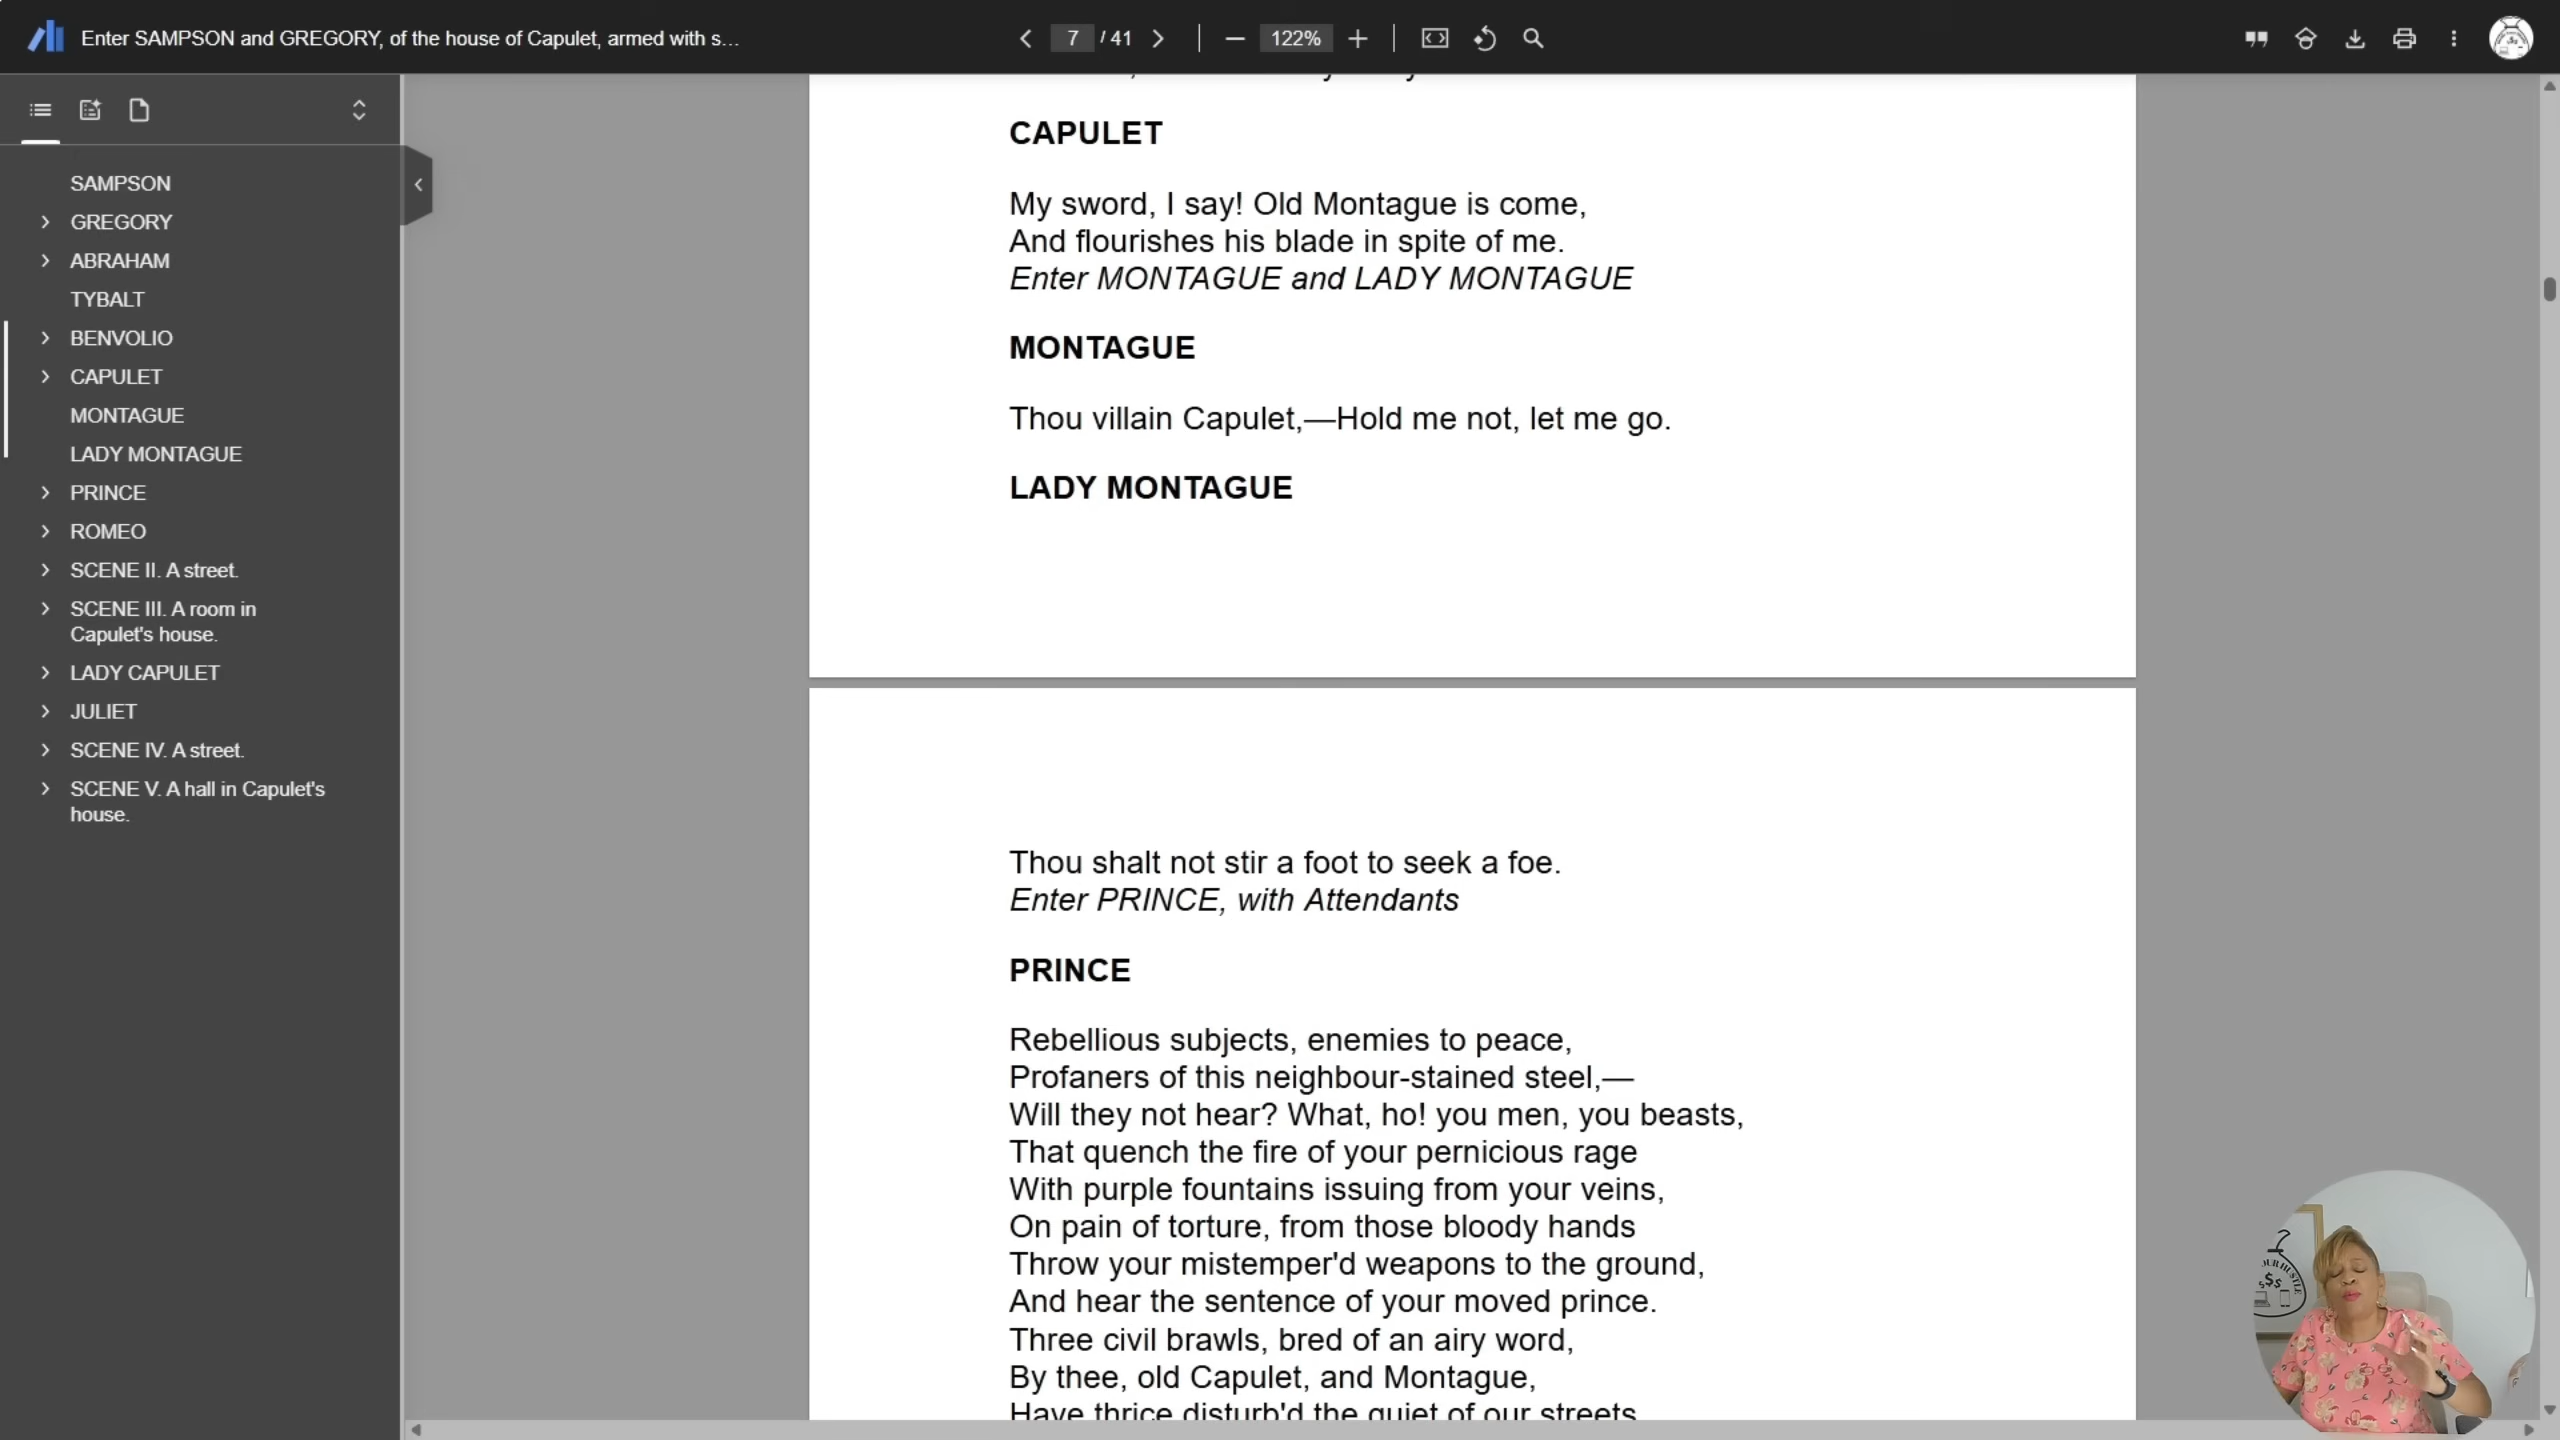 Enter SAMPSON and GREGORY, of the house of Capulet, armed with s...
7 / 41
122%
SAMPSON
GREGORY
ABRAHAM
TYBALT
BENVOLIO
CAPULET
MONTAGUE
LADY MONTAGUE
PRINCE
ROMEO
SCENE II. A street.
SCENE III. A room in
Capulet's house.
LADY CAPULET
JULIET
SCENE IV. A street.
SCENE V. A hall in Capulet's
house.
CAPULET
My sword, I say! Old Montague is come,
And flourishes his blade in spite of me.
Enter MONTAGUE and LADY MONTAGUE
MONTAGUE
Thou villain Capulet,—Hold me not, let me go.
LADY MONTAGUE
Thou shalt not stir a foot to seek a foe.
Enter PRINCE, with Attendants
PRINCE
Rebellious subjects, enemies to peace,
Profaners of this neighbour-stained steel,—
Will they not hear? What, ho! you men, you beasts,
That quench the fire of your pernicious rage
With purple fountains issuing from your veins,
On pain of torture, from those bloody hands
Throw your mistemper'd weapons to the ground,
And hear the sentence of your moved prince.
Three civil brawls, bred of an airy word,
By thee, old Capulet, and Montague,
Have thrice disturb'd the quiet of our streets
$$$